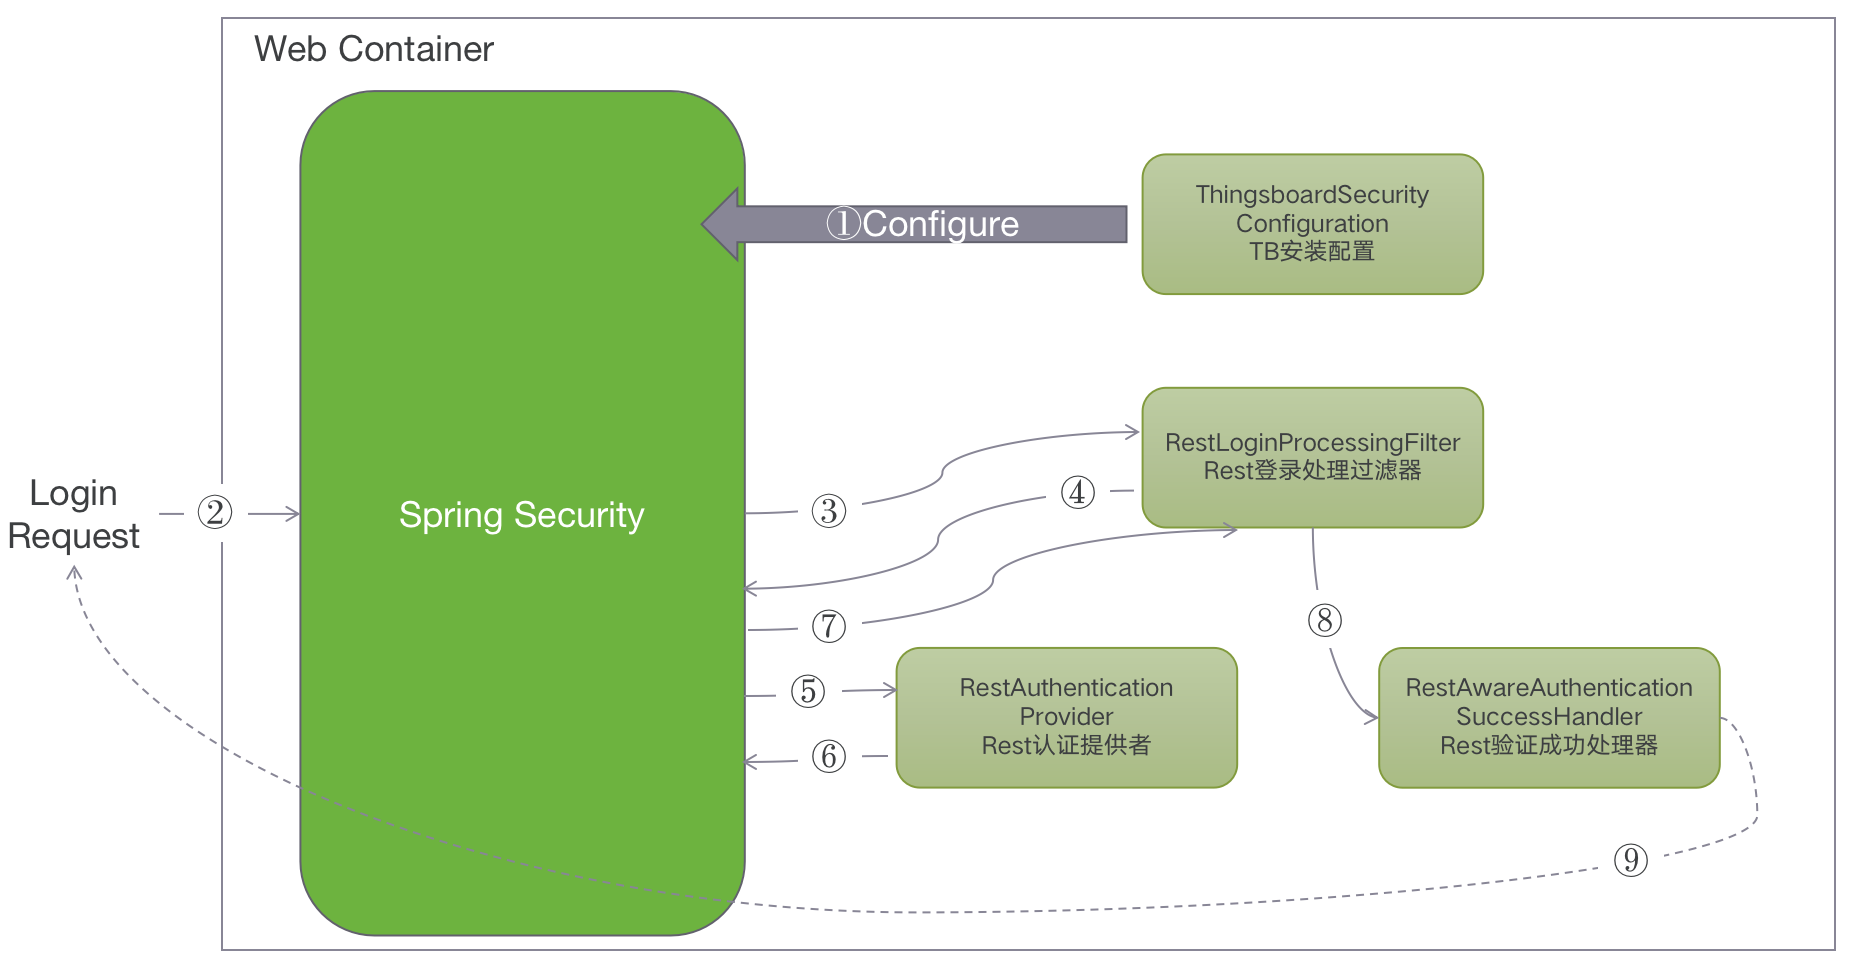 Web Container
①Configure
ThingsboardSecurity
Configuration
TB安装配置
Login
Request
②
Spring Security
③
④
RestLoginProcessingFilter
Rest登录处理过滤器
⑦
⑧
⑤
⑥
RestAuthentication
Provider
Rest认证提供者
RestAwareAuthentication
SuccessHandler
Rest验证成功处理器
⑨